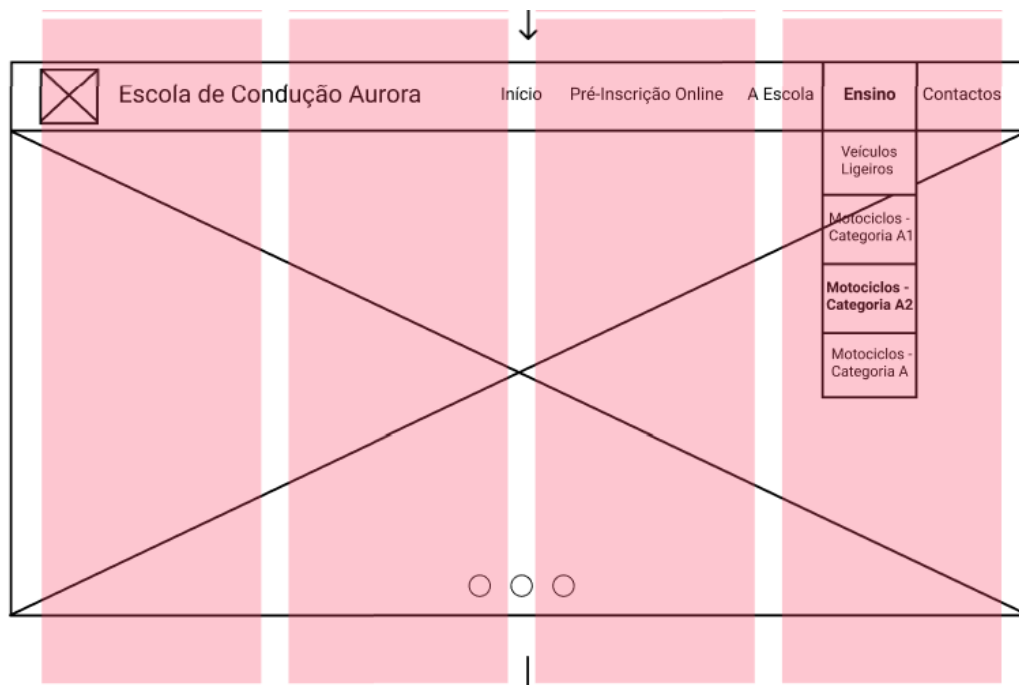 Escola de Condução Aurora
Início
Pré-Inscrição Online
A Escola
Ensino
Contactos
Veículos
Ligeiros
Motociclos -
Categoria A1
Motociclos -
Categoria A2
Motociclos -
Categoria A